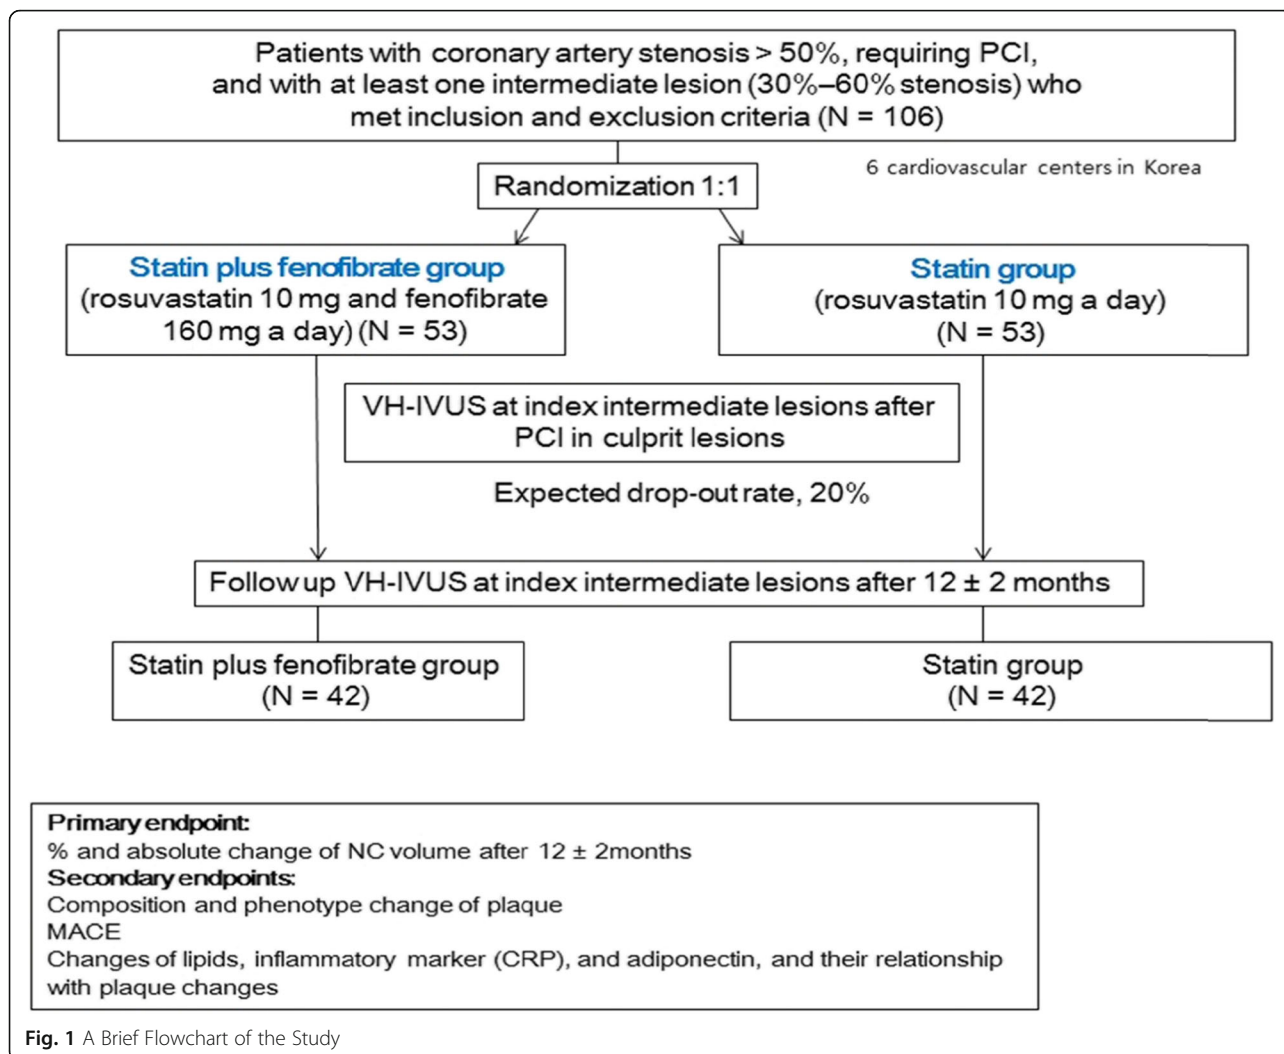 Patients with coronary artery stenosis > 50%, requiring PCI,
and with at least one intermediate lesion (30%–60% stenosis) who
met inclusion and exclusion criteria (N = 106)
6 cardiovascular centers in Korea
Randomization 1:1
Statin plus fenofibrate group
(rosuvastatin 10 mg and fenofibrate
160 mg a day) (N = 53)
Statin group
(rosuvastatin 10 mg a day)
(N = 53)
VH-IVUS at index intermediate lesions after
PCI in culprit lesions
Expected drop-out rate, 20%
Follow up VH-IVUS at index intermediate lesions after 12 ± 2 months
Statin plus fenofibrate group
(N = 42)
Statin group
(N = 42)
Primary endpoint:
% and absolute change of NC volume after 12 ± 2months
Secondary endpoints:
Composition and phenotype change of plaque
MACE
Changes of lipids, inflammatory marker (CRP), and adiponectin, and their relationship
with plaque changes
Fig. 1 A Brief Flowchart of the Study